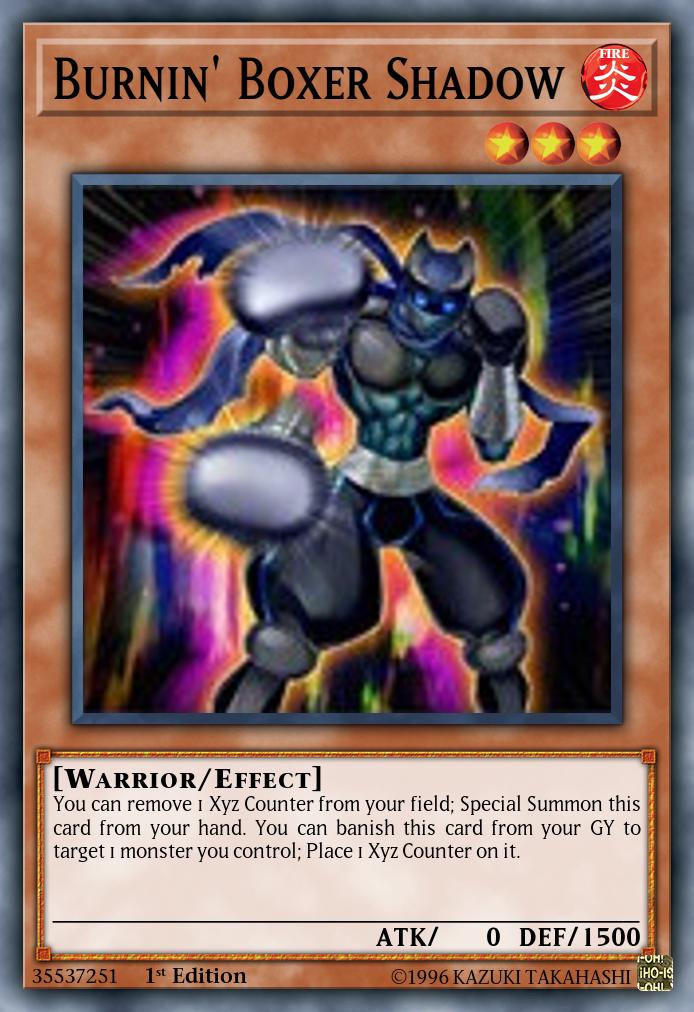 Burnin' Boxer Shadow
FIRE
炎
[Warrior/Effect]
You can remove 1 Xyz Counter from your field; Special Summon this
card from your hand. You can banish this card from your GY to
target 1 monster you control; Place 1 Xyz Counter on it.
ATK/ 0 DEF/1500
35537251 1st Edition ©1996 KAZUKI TAKAHASHI